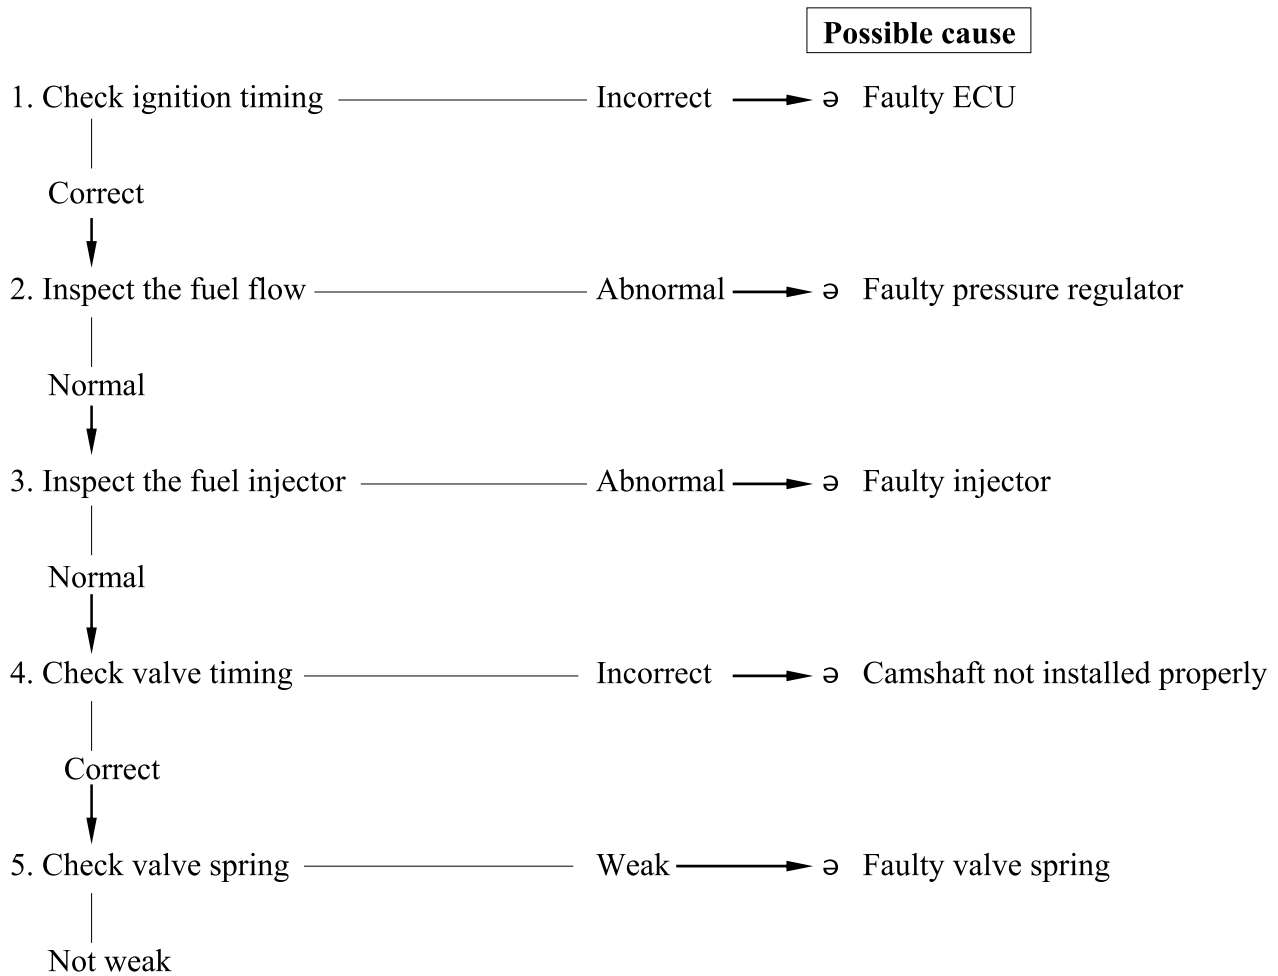 Possible cause
1. Check ignition timing Incorrect ə Faulty ECU
Correct
2. Inspect the fuel flow Abnormal ə Faulty pressure regulator
Normal
3. Inspect the fuel injector Abnormal ə Faulty injector
Normal
4. Check valve timing Incorrect ə Camshaft not installed properly
Correct
5. Check valve spring Weak ə Faulty valve spring
Not weak